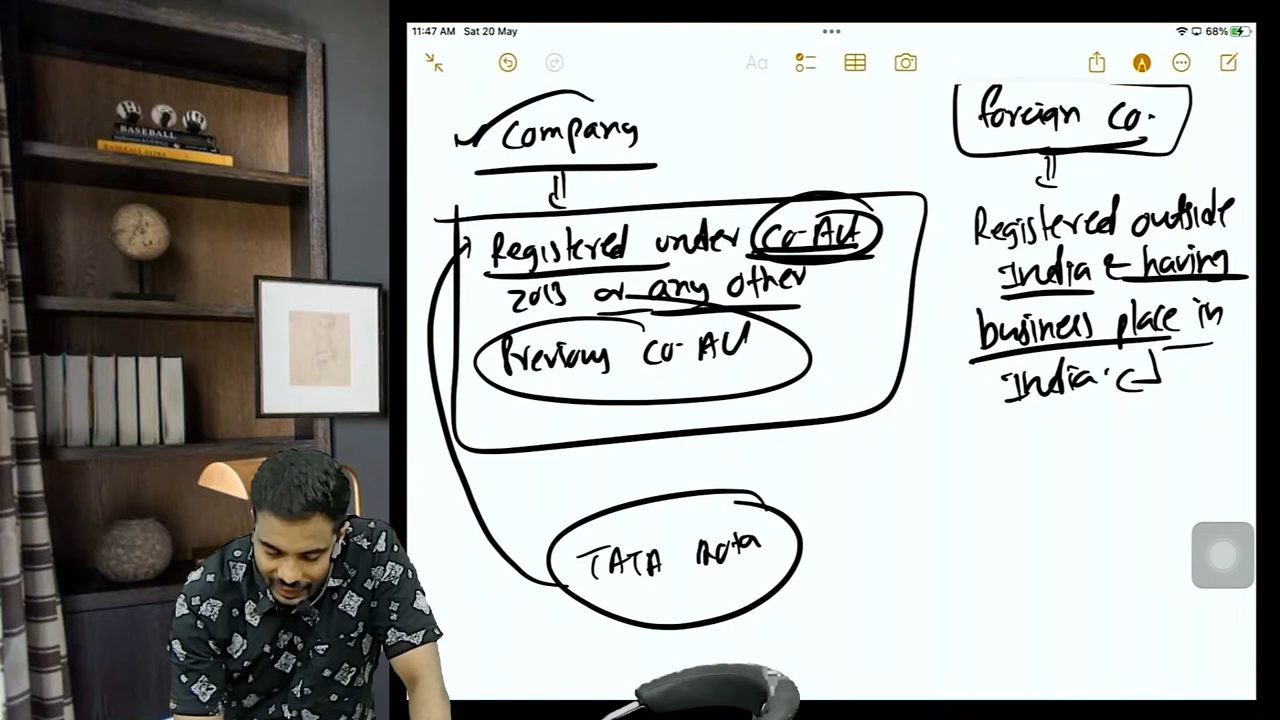 11:47 AM Sat 20 May
68%
Aa
Company
Registered under Co-Act
2013 or any other
Previous Co-Act
TATA
foreign Co.
Registered outside
India & having
business place in
India.
BASEBALL